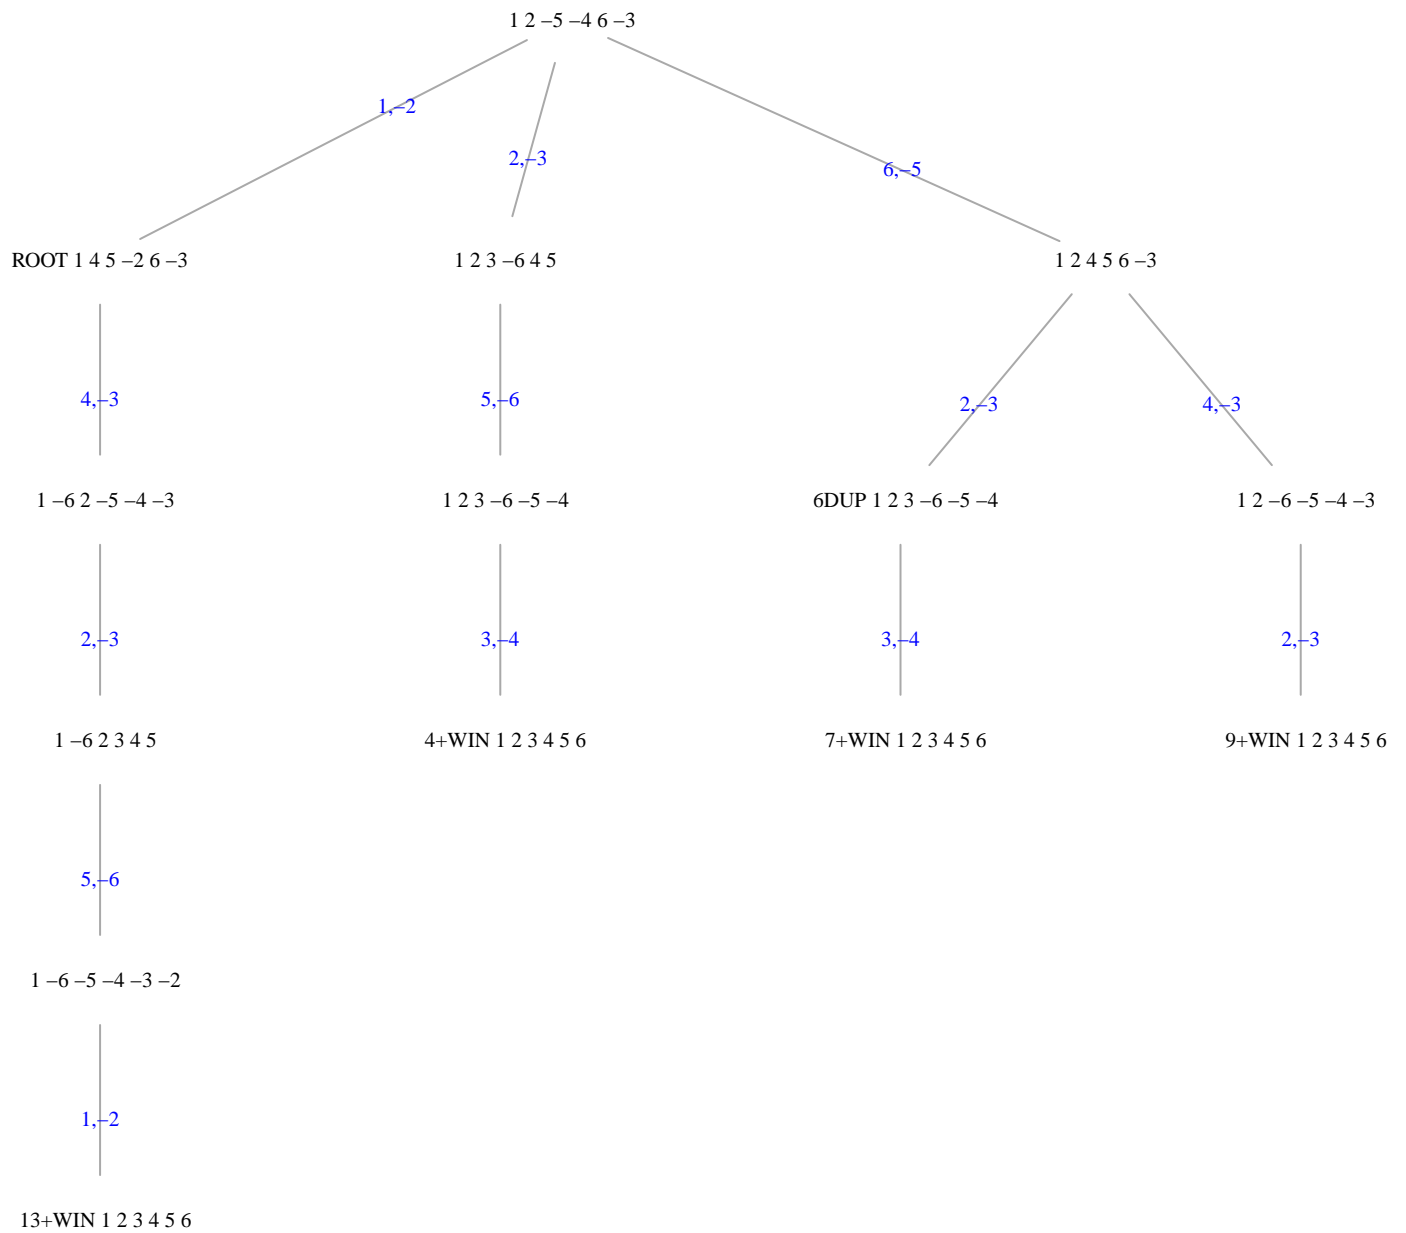 1 2 –5 –4 6 –3
1,–2
2,–3
6,–5
ROOT 1 4 5 –2 6 –3
1 2 3 –6 4 5
1 2 4 5 6 –3
4,–3
5,–6
2,–3
4,–3
1 –6 2 –5 –4 –3
1 2 3 –6 –5 –4
6DUP 1 2 3 –6 –5 –4
1 2 –6 –5 –4 –3
2,–3
3,–4
3,–4
2,–3
1 –6 2 3 4 5
4+WIN 1 2 3 4 5 6
7+WIN 1 2 3 4 5 6
9+WIN 1 2 3 4 5 6
5,–6
1 –6 –5 –4 –3 –2
1,–2
13+WIN 1 2 3 4 5 6